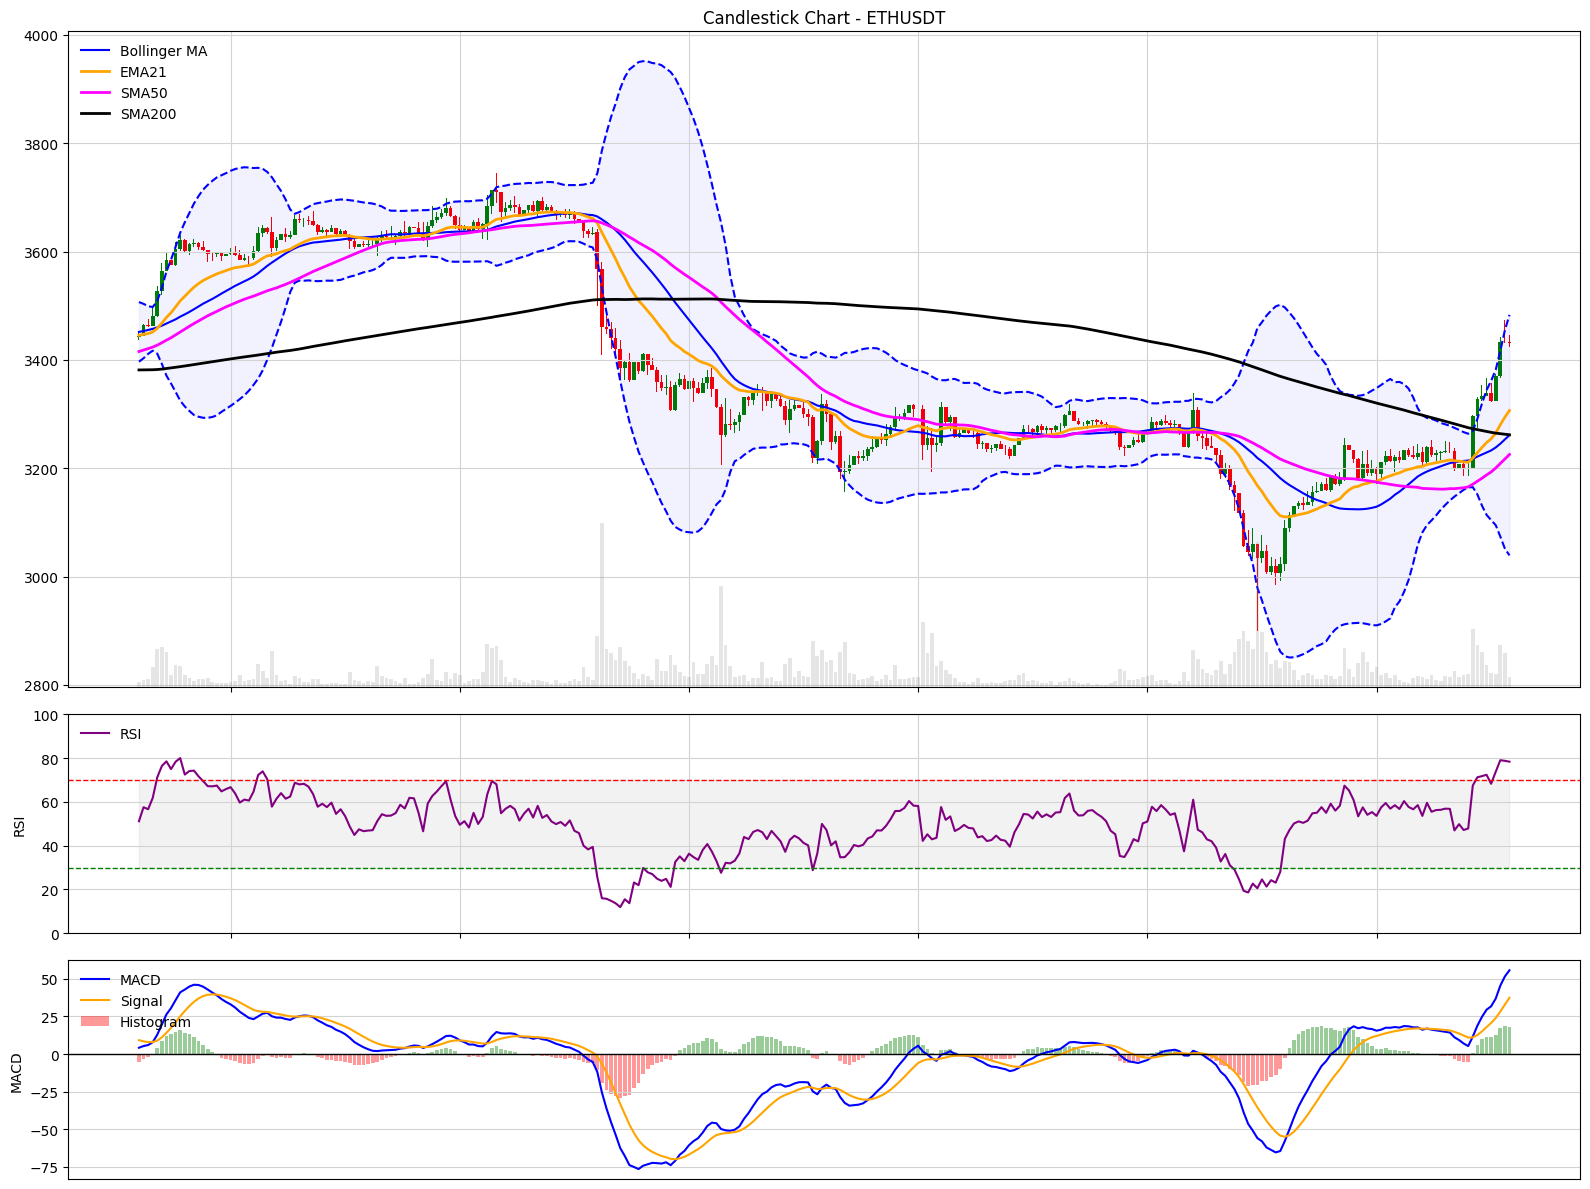 Candlestick Chart - ETHUSDT
4000
3800
3600
3400
3200
3000
2800
Bollinger MA
EMA21
SMA50
SMA200
100
80
60
40
20
0
RSI
RSI
50
25
0
−25
−50
−75
MACD
MACD
Signal
Histogram